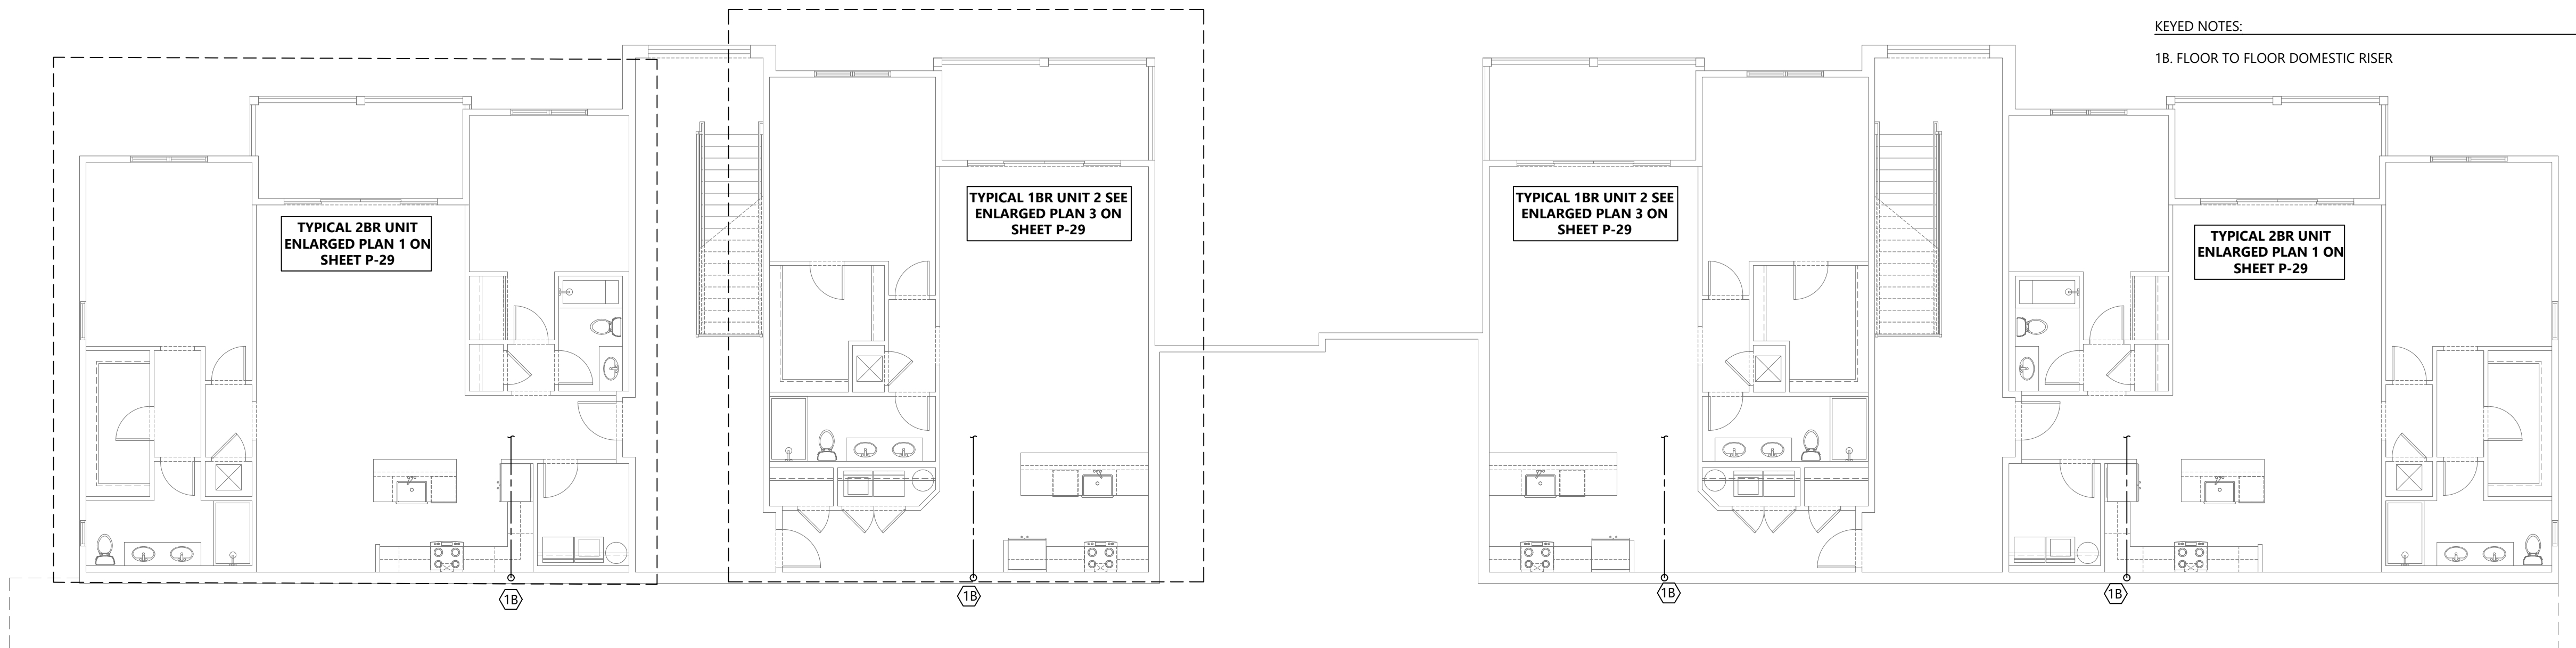 KEYED NOTES:
1B. FLOOR TO FLOOR DOMESTIC RISER
TYPICAL 2BR UNIT
ENLARGED PLAN 1 ON
SHEET P-29
TYPICAL 1BR UNIT 2 SEE
ENLARGED PLAN 3 ON
SHEET P-29
TYPICAL 1BR UNIT 2 SEE
ENLARGED PLAN 3 ON
SHEET P-29
TYPICAL 2BR UNIT
ENLARGED PLAN 1 ON
SHEET P-29
1B
1B
1B
1B